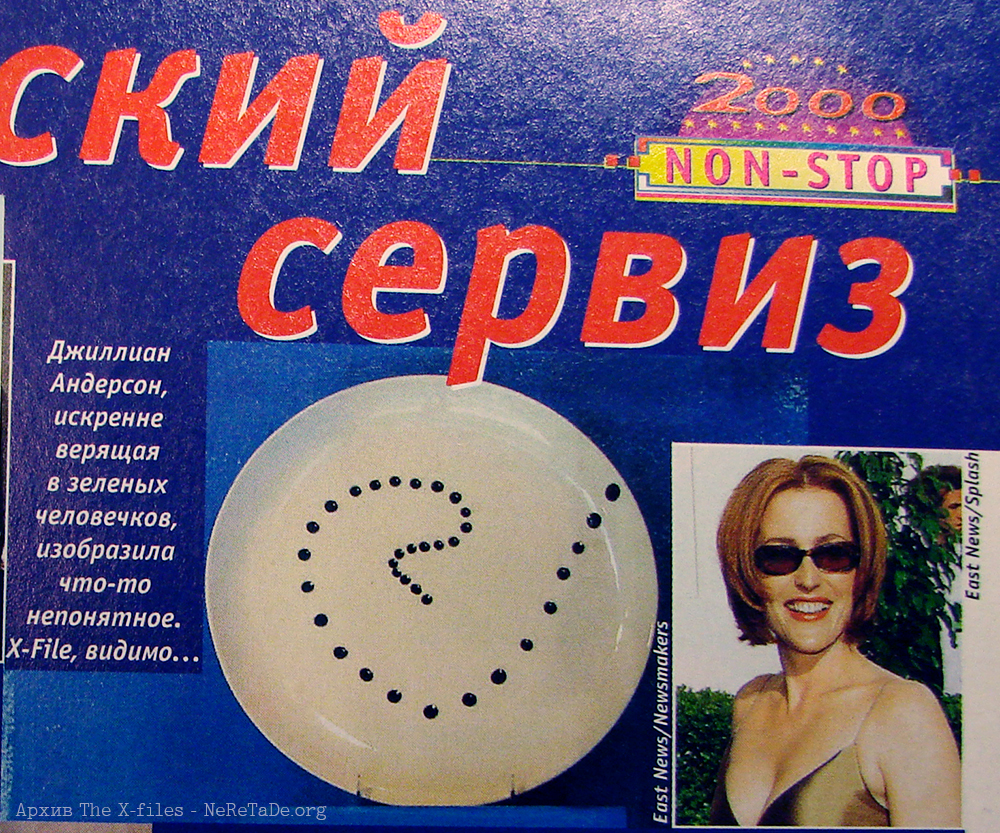 ский
2000
NON-STOP
сервиз
Джиллиан
Андерсон,
искренне
верящая
в зеленых
человечков,
изобразила
что-то
непонятное.
X-File, видимо...
East News/Newsmakers
East News/Splash
Архив The X-files - NeReTaDe.org